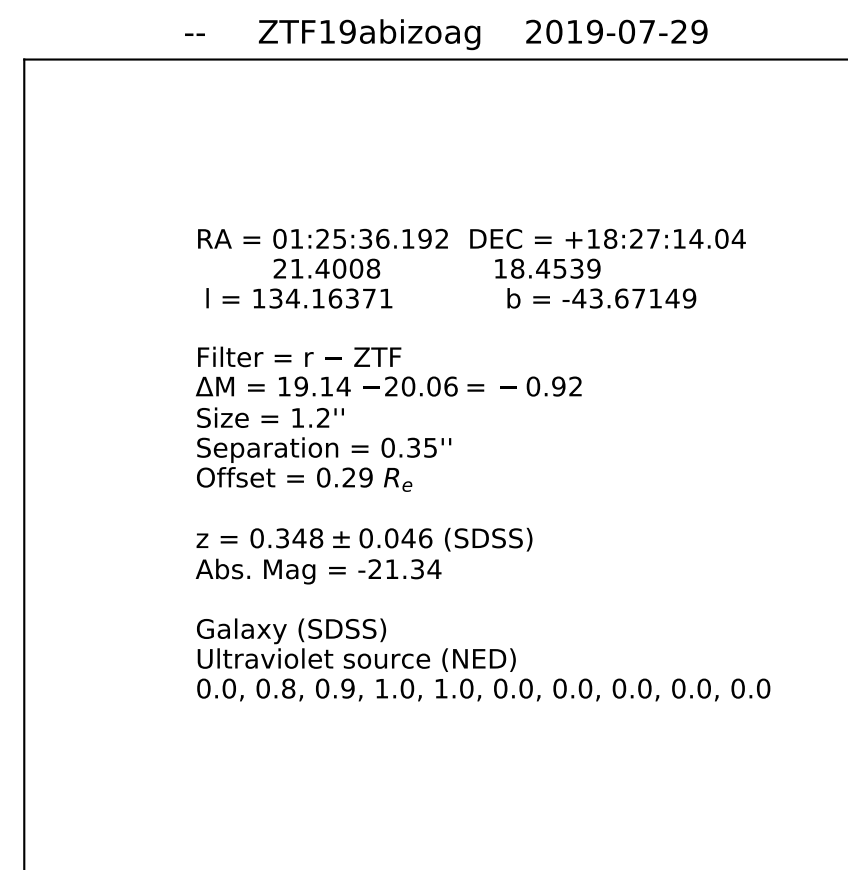 -- ZTF19abizoag 2019-07-29
RA = 01:25:36.192 DEC = +18:27:14.04
21.4008 18.4539
l = 134.16371 b = -43.67149
Filter = r − ZTF
ΔM = 19.14 −20.06 = −0.92
Size = 1.2''
Separation = 0.35''
Offset = 0.29 Rₑ
z = 0.348 ± 0.046 (SDSS)
Abs. Mag = -21.34
Galaxy (SDSS)
Ultraviolet source (NED)
0.0, 0.8, 0.9, 1.0, 1.0, 0.0, 0.0, 0.0, 0.0, 0.0